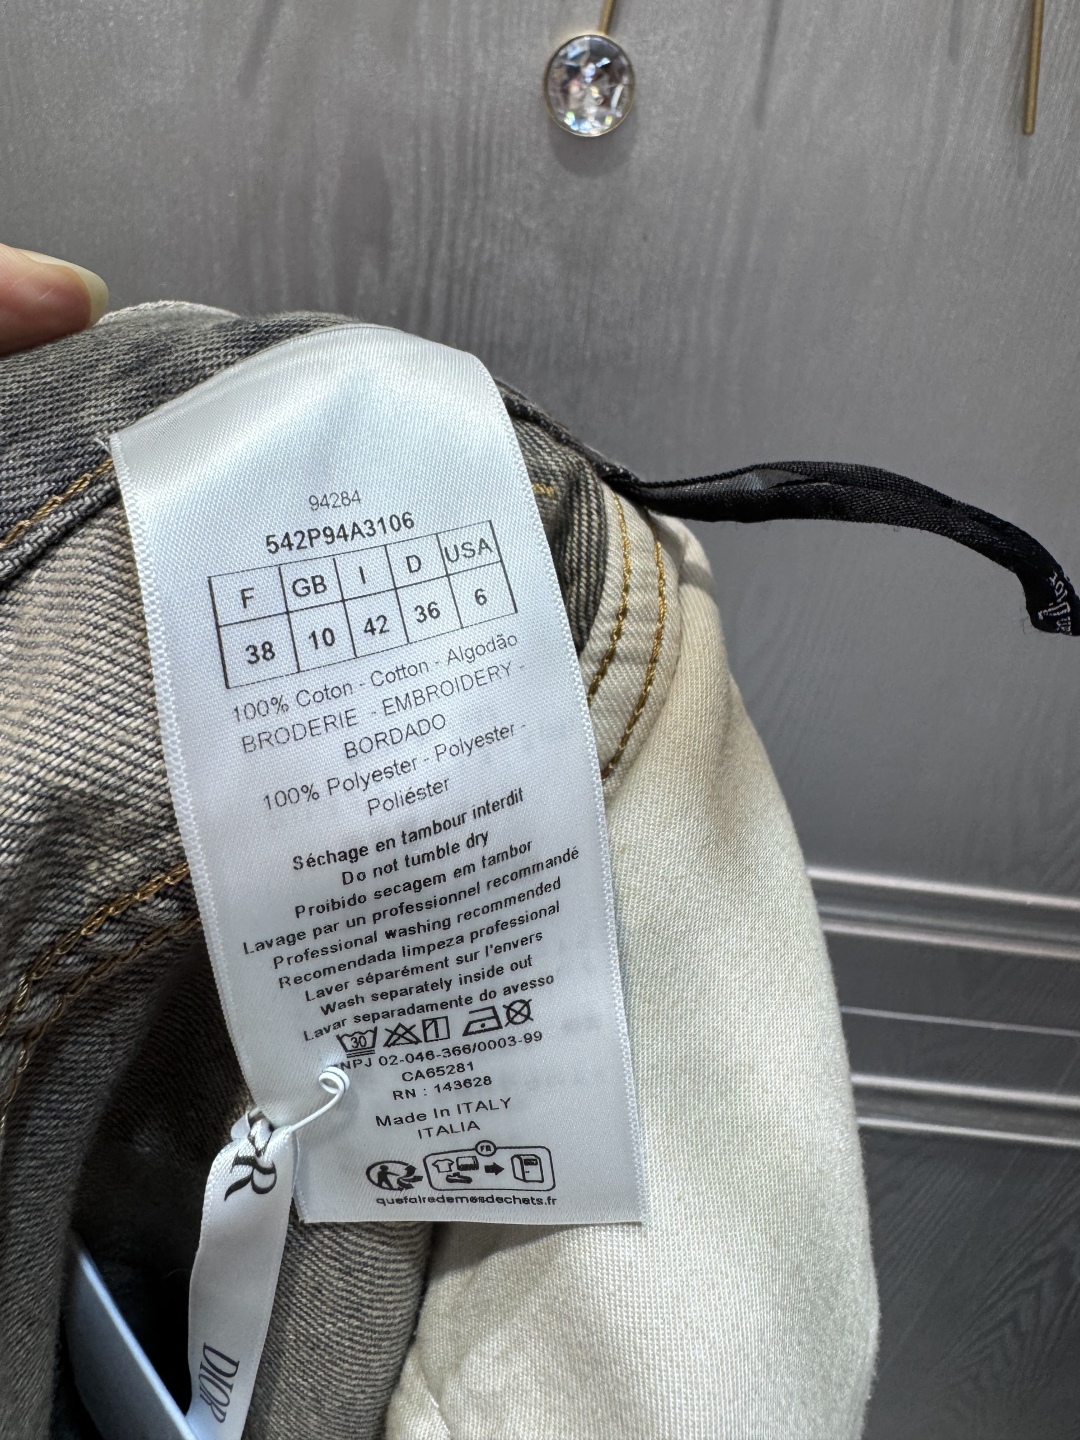 94284
542P94A3106
F GB I D USA
38 10 42 36 6
100% Coton - Cotton - Algodão
BRODERIE - EMBROIDERY -
BORDADO
100% Polyester - Polyester -
Poliéster
Séchage en tambour interdit
Do not tumble dry
Proibido secagem em tambor
Lavage par un professionnel recommandé
Professional washing recommended
Recomendada limpeza professional
Laver séparément sur l'envers
Wash separately inside out
Lavar separadamente do avesso
30
NPJ 02-046-366/0003-99
CA65281
RN : 143628
Made In ITALY
ITALIA
FR
quefairedemesdechets.fr
DIOR